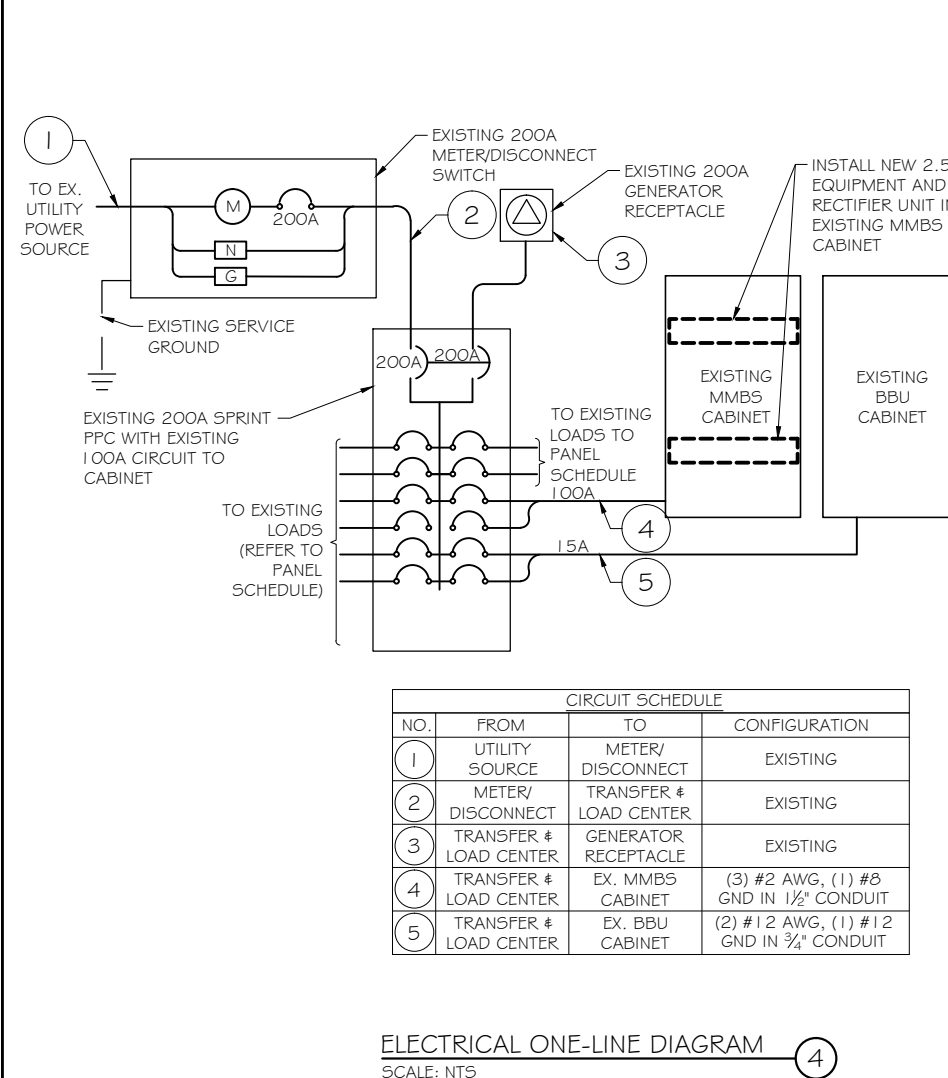 1
TO EX.
UTILITY
POWER
SOURCE
M
200A
N
G
EXISTING 200A
METER/DISCONNECT
SWITCH
2
EXISTING 200A
GENERATOR
RECEPTACLE
3
INSTALL NEW 2.5
EQUIPMENT AND
RECTIFIER UNIT IN
EXISTING MMBS
CABINET
EXISTING SERVICE
GROUND
200A
200A
EXISTING
MMBS
CABINET
EXISTING
BBU
CABINET
EXISTING 200A SPRINT
PPC WITH EXISTING
100A CIRCUIT TO
CABINET
TO EXISTING
LOADS TO
PANEL
SCHEDULE
100A
4
TO EXISTING
LOADS
(REFER TO
PANEL
SCHEDULE)
15A
5
CIRCUIT SCHEDULE
NO. FROM TO CONFIGURATION
1 UTILITY SOURCE METER/ DISCONNECT EXISTING
2 METER/ DISCONNECT TRANSFER & LOAD CENTER EXISTING
3 TRANSFER & LOAD CENTER GENERATOR RECEPTACLE EXISTING
4 TRANSFER & LOAD CENTER EX. MMBS CABINET (3) #2 AWG, (1) #8 GND IN 1½" CONDUIT
5 TRANSFER & LOAD CENTER EX. BBU CABINET (2) #12 AWG, (1) #12 GND IN ¾" CONDUIT
ELECTRICAL ONE-LINE DIAGRAM
4
SCALE: NTS